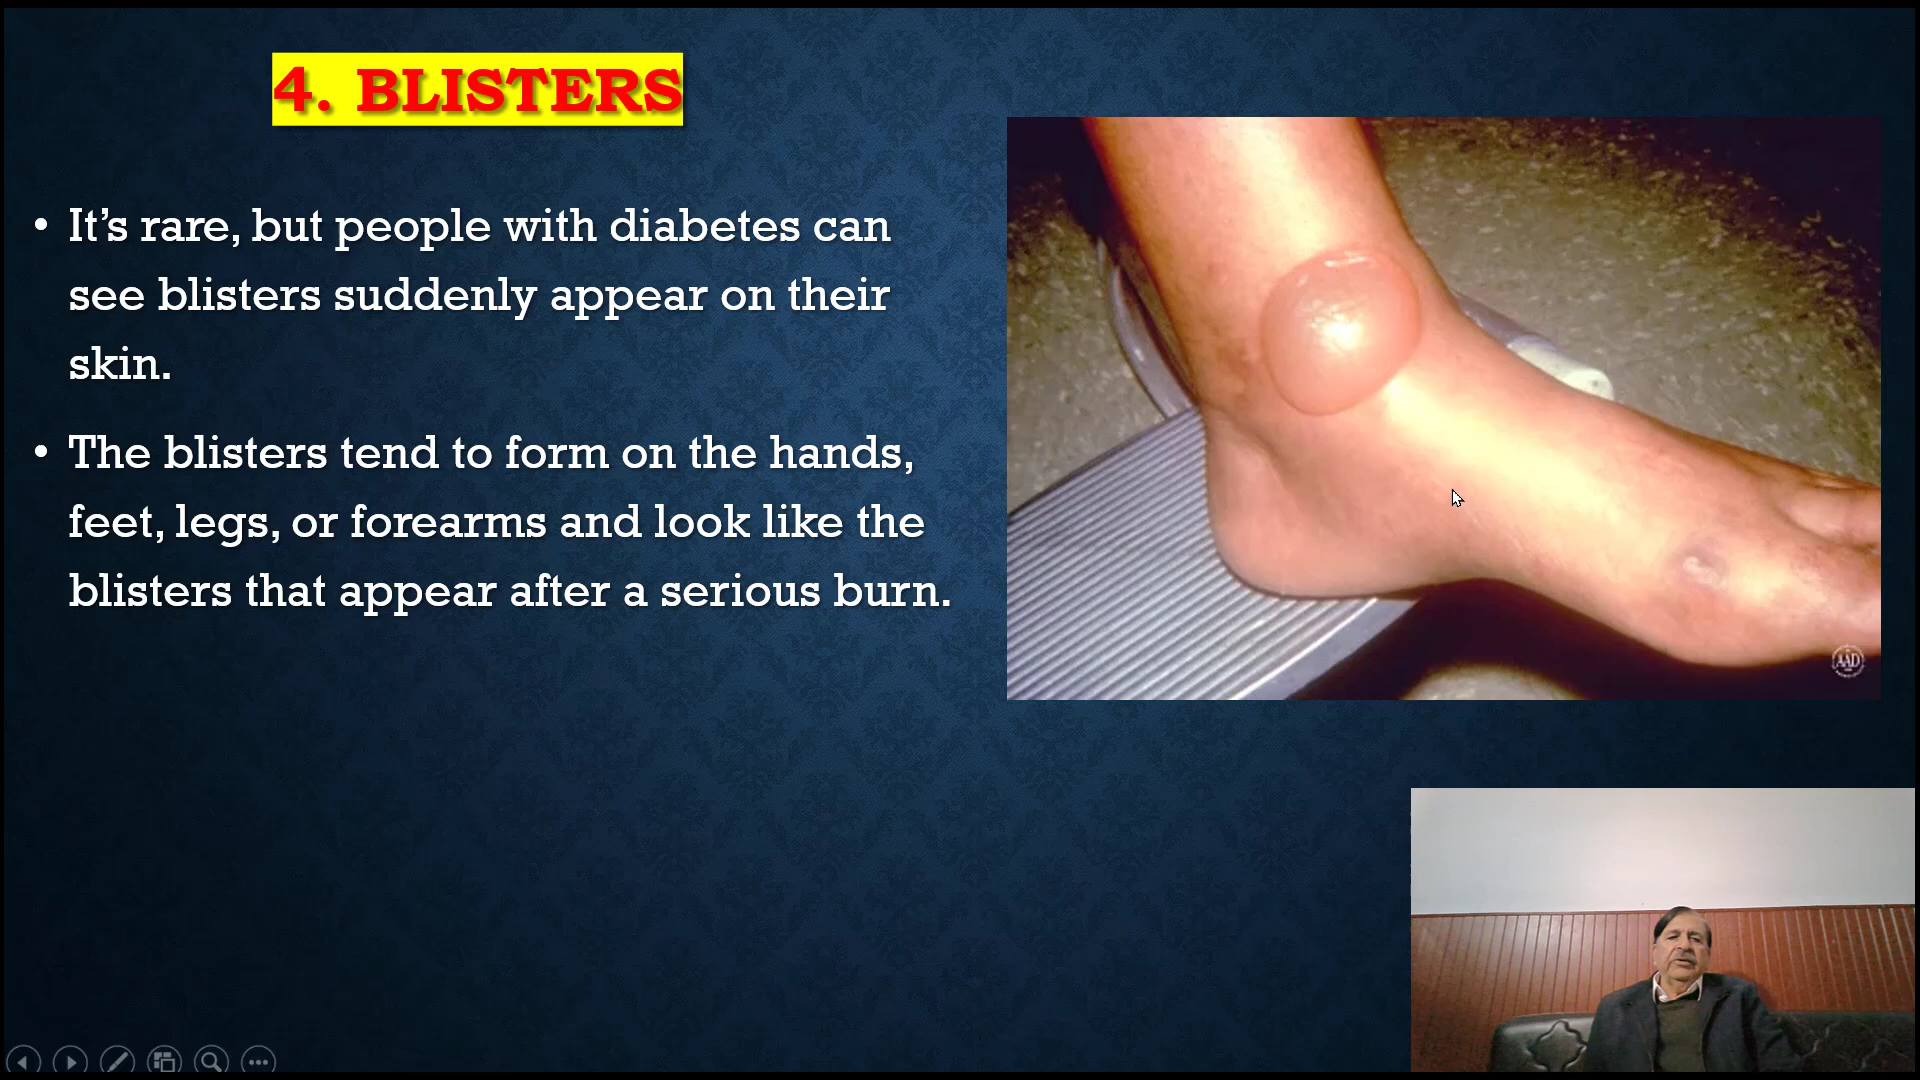 4. BLISTERS
• It’s rare, but people with diabetes can
see blisters suddenly appear on their
skin.
• The blisters tend to form on the hands,
feet, legs, or forearms and look like the
blisters that appear after a serious burn.
AAD